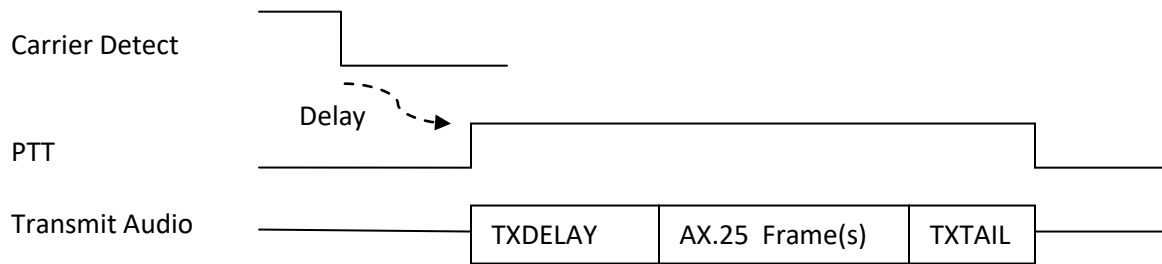 Carrier Detect
Delay
PTT
Transmit Audio
TXDELAY
AX.25 Frame(s)
TXTAIL